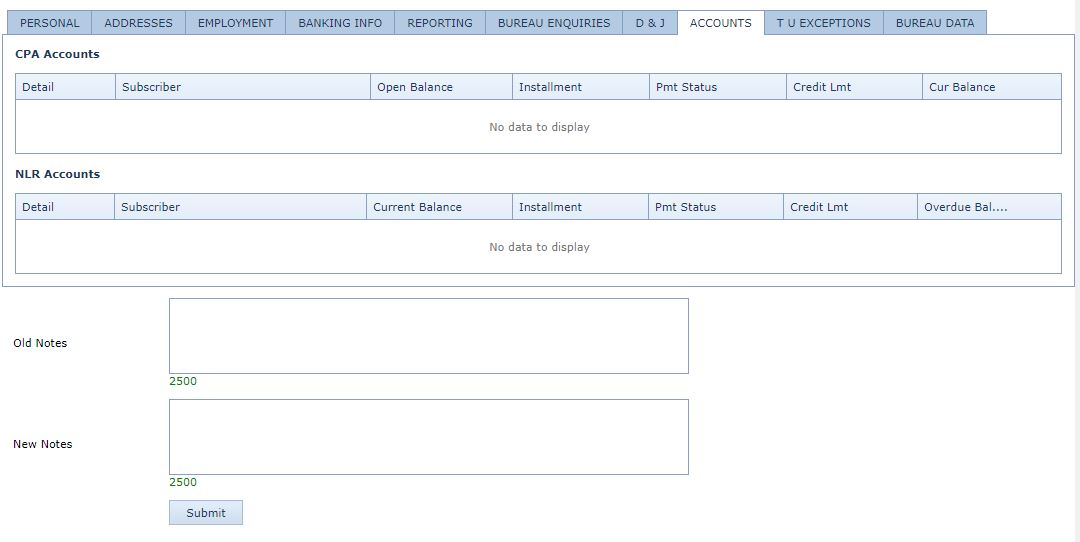 PERSONAL ADDRESSES EMPLOYMENT BANKING INFO REPORTING BUREAU ENQUIRIES D & J ACCOUNTS T U EXCEPTIONS BUREAU DATA
CPA Accounts
Detail Subscriber Open Balance Installment Pmt Status Credit Lmt Cur Balance
No data to display
NLR Accounts
Detail Subscriber Current Balance Installment Pmt Status Credit Lmt Overdue Bal....
No data to display
Old Notes
2500
New Notes
2500
Submit